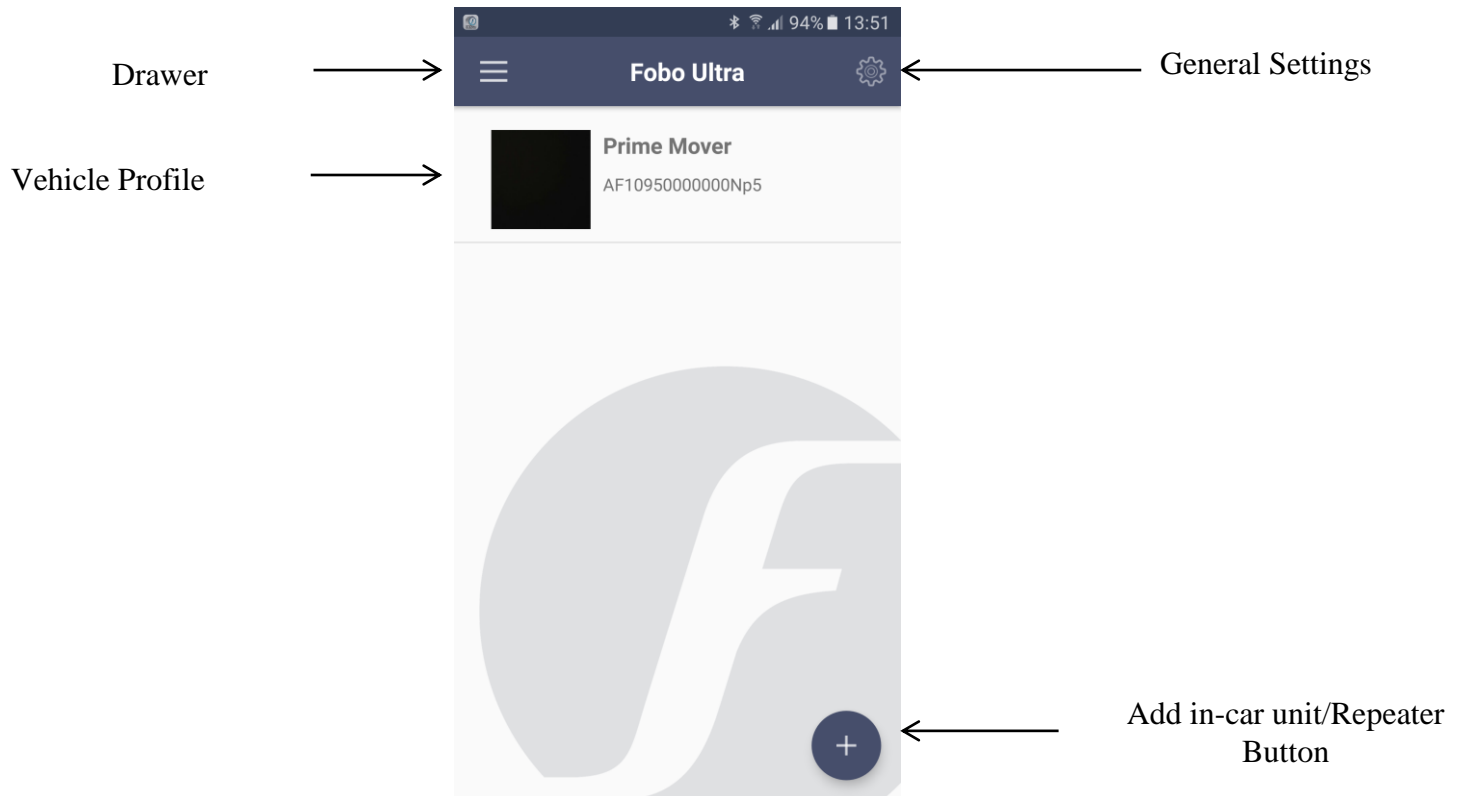 94% 13:51
Drawer
Fobo Ultra
General Settings
Vehicle Profile
Prime Mover
AF10950000000Np5
Add in-car unit/Repeater
Button